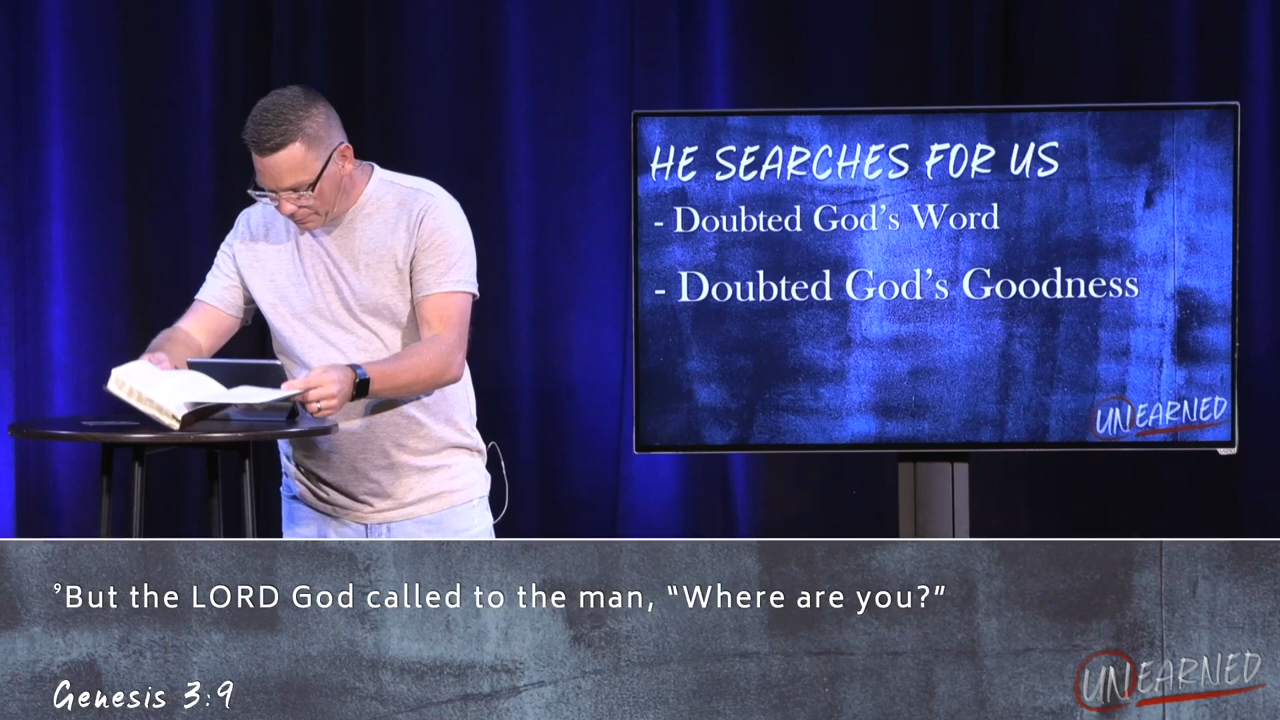 HE SEARCHES FOR US
- Doubted God's Word
- Doubted God's Goodness
UNEARNED
⁹But the LORD God called to the man, “Where are you?”
Genesis 3:9
UNEARNED